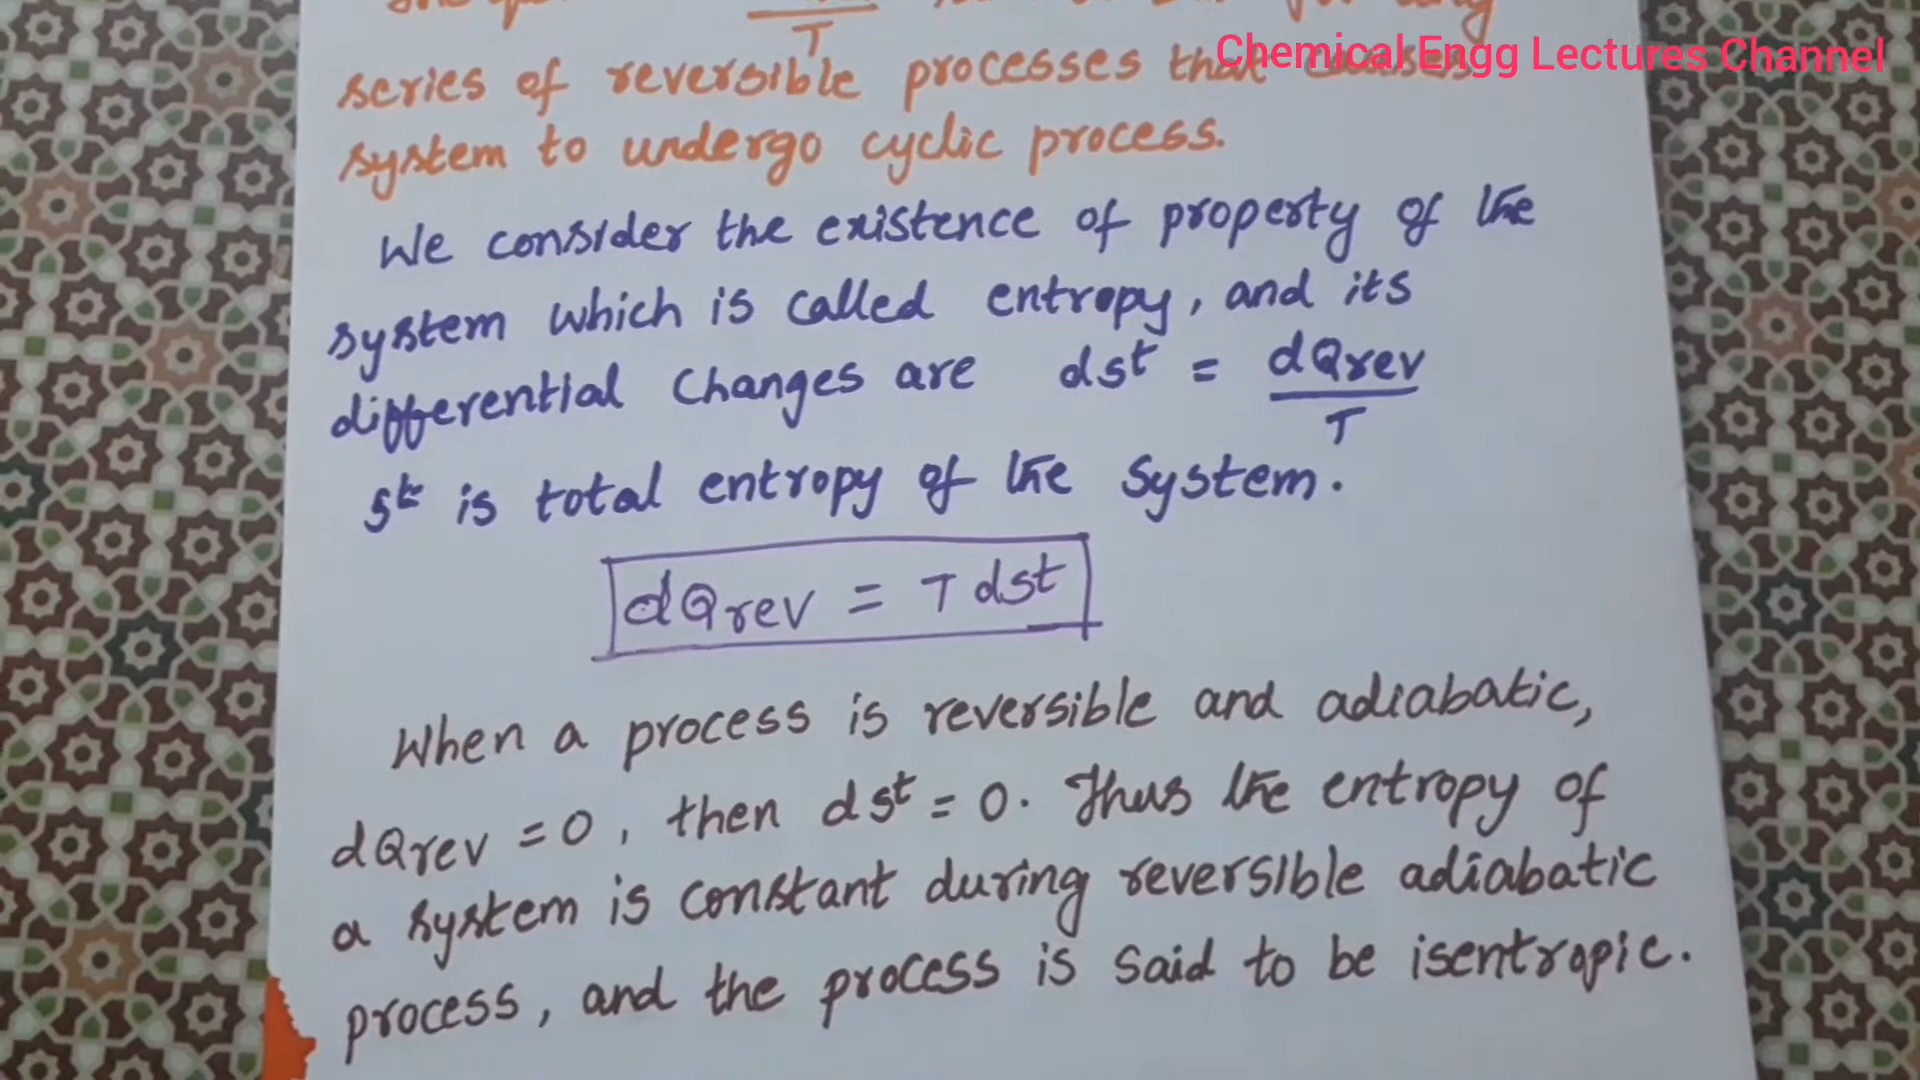 T
Chemical Engg Lectures Channel
series of reversible processes that causes
system to undergo cyclic process.
We consider the existence of property of the
system which is called entropy, and its
differential Changes are dSt = dQrev
T
St is total entropy of the System.
dQrev = T dSt
When a process is reversible and adiabatic,
dQrev = 0, then dSt = 0. Thus the entropy of
a system is constant during reversible adiabatic
process, and the process is said to be isentropic.